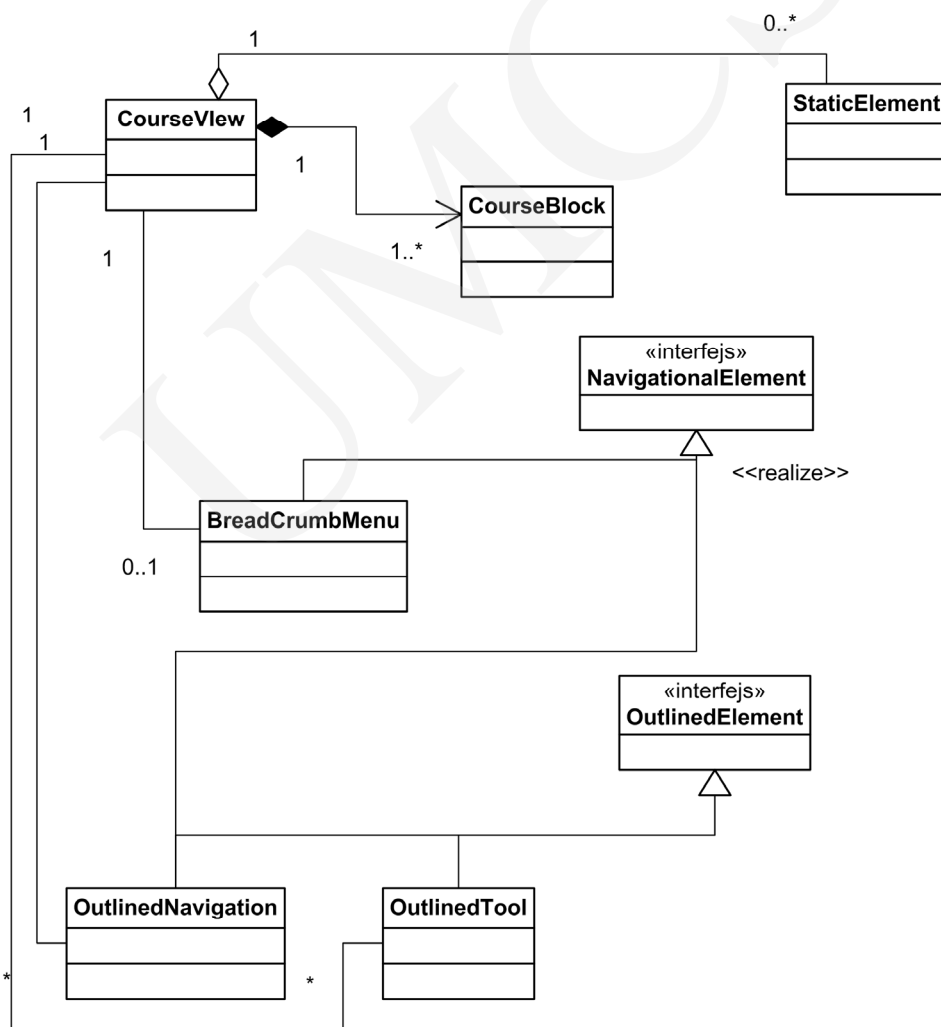 1
0..*
CourseVIew
StaticElement
1
1
1
CourseBlock
1
1..*
«interfejs»
NavigationalElement
<<realize>>
BreadCrumbMenu
0..1
«interfejs»
OutlinedElement
OutlinedNavigation
OutlinedTool
*
*
UMCS